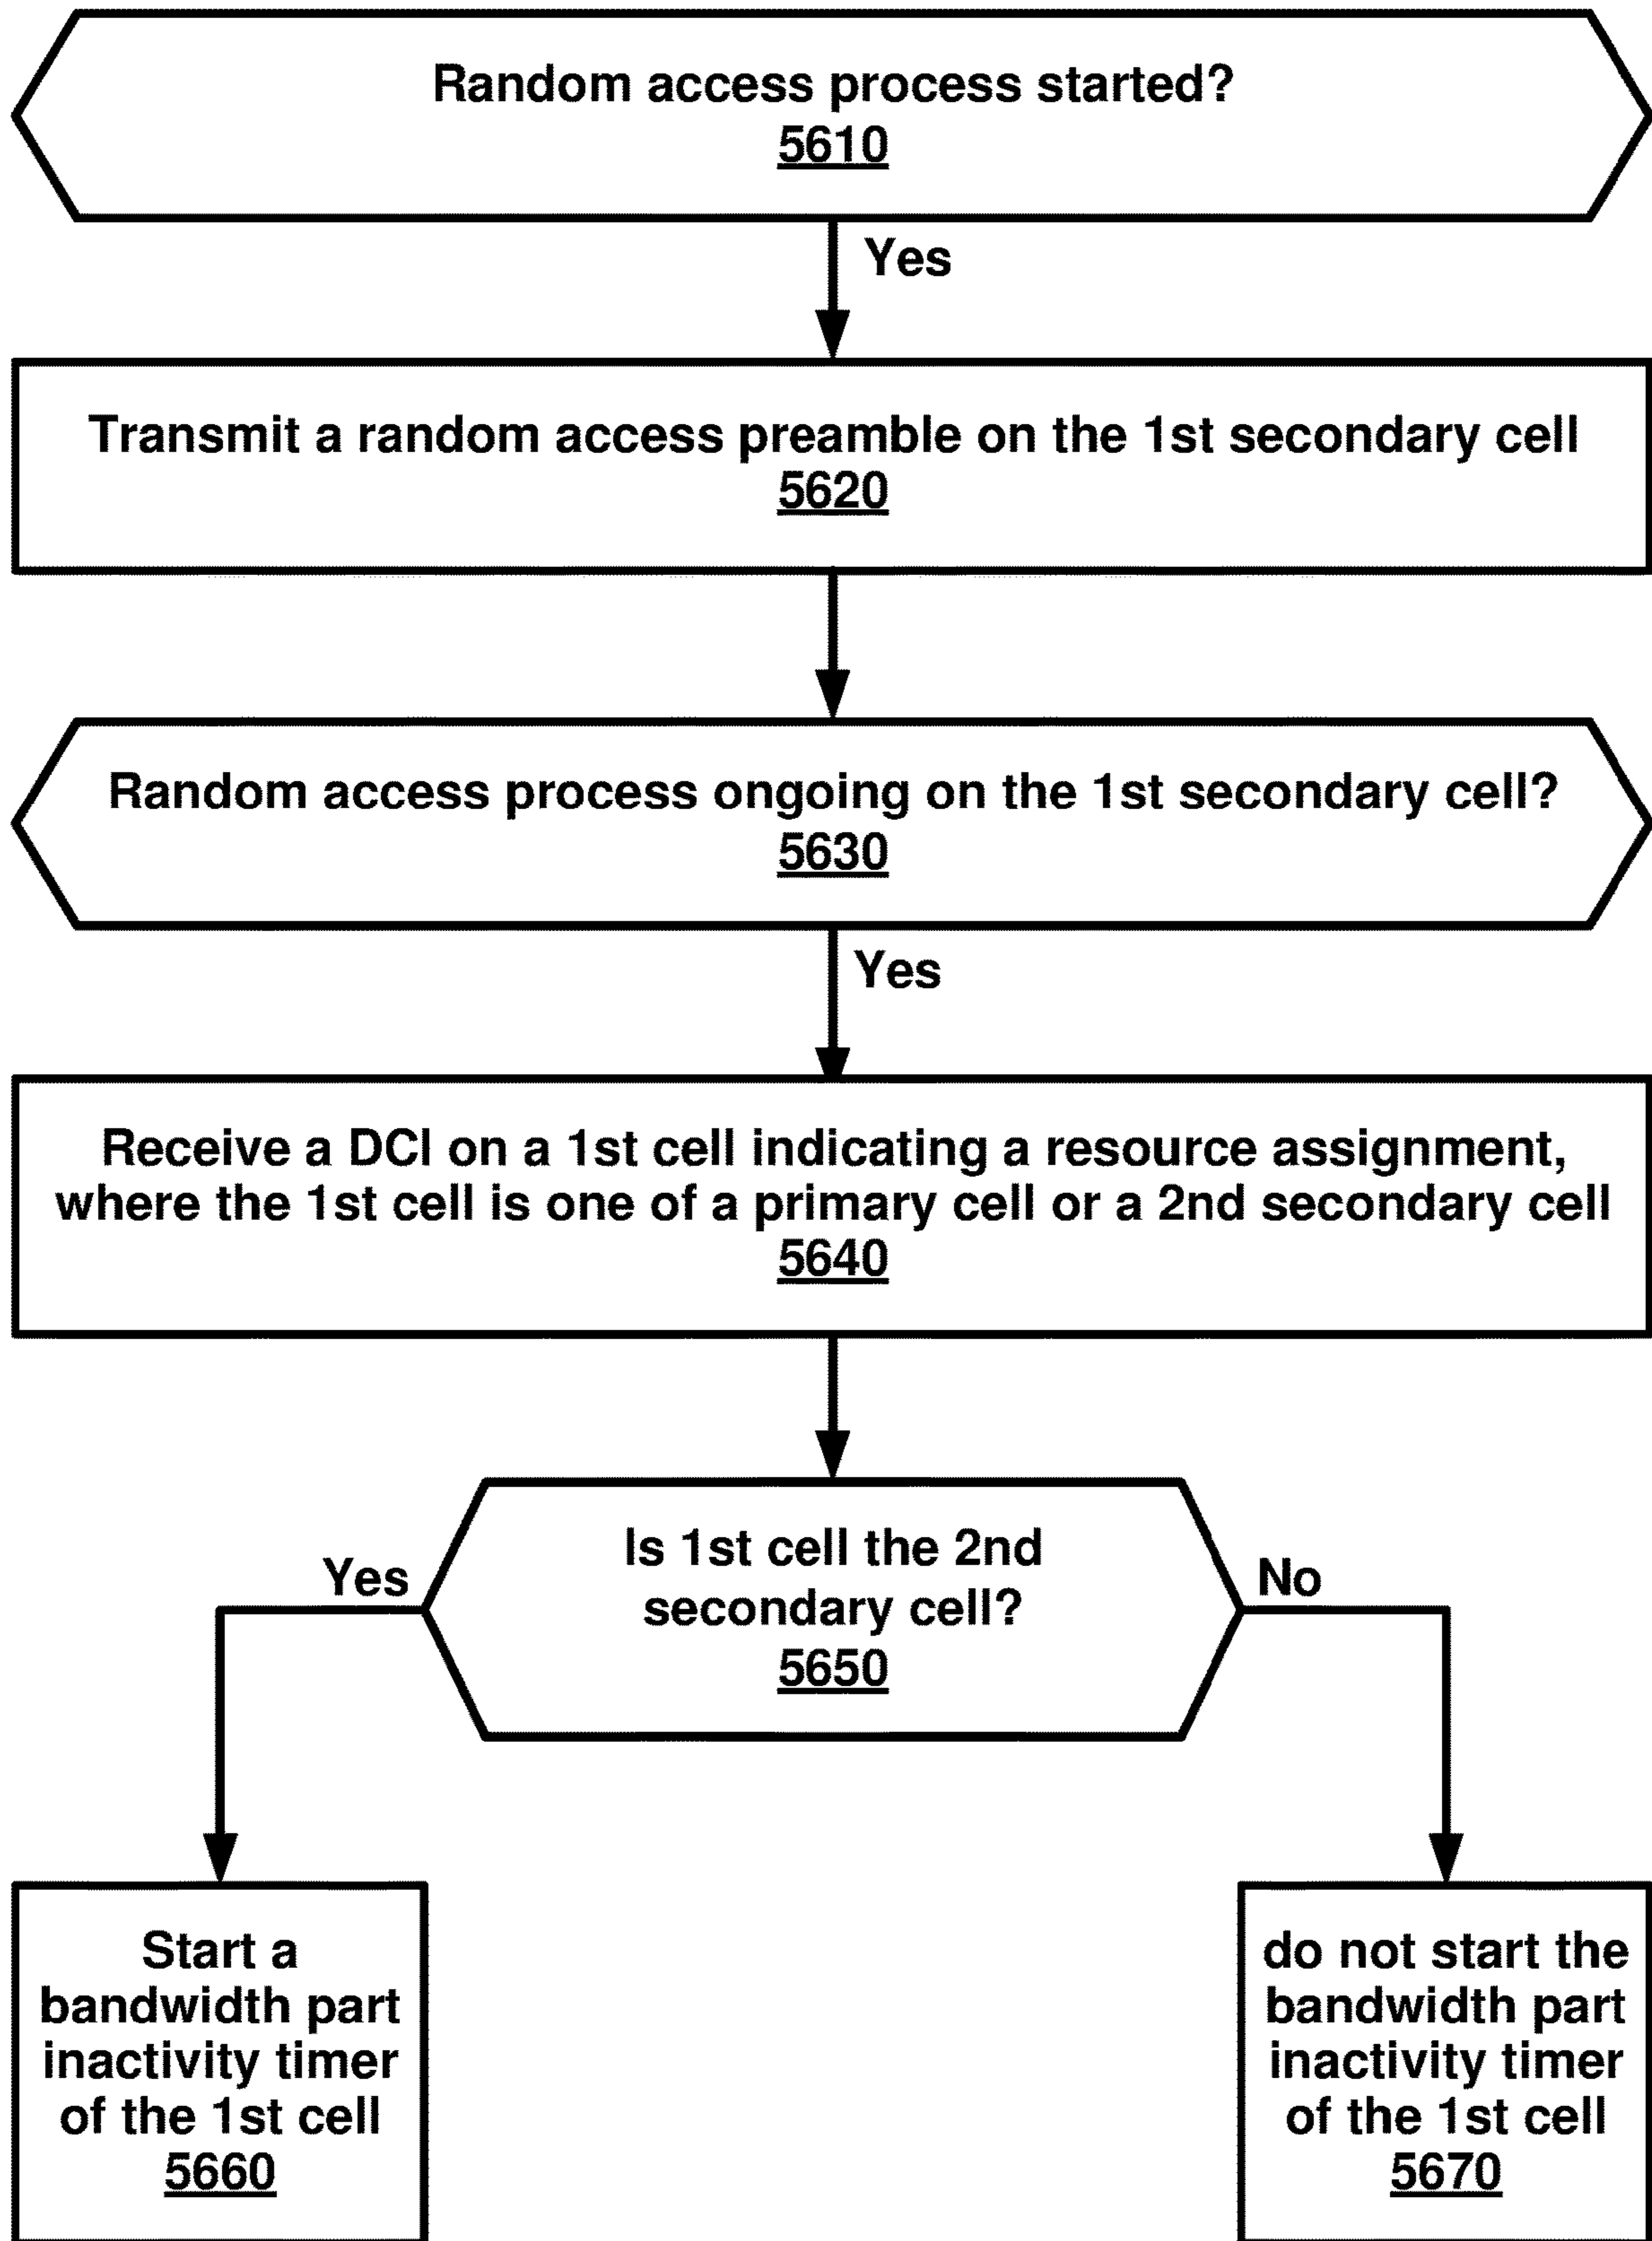 Random access process started?
5610
Yes
Transmit a random access preamble on the 1st secondary cell
5620
Random access process ongoing on the 1st secondary cell?
5630
Yes
Receive a DCI on a 1st cell indicating a resource assignment,
where the 1st cell is one of a primary cell or a 2nd secondary cell
5640
Is 1st cell the 2nd
secondary cell?
5650
Yes
No
Start a
bandwidth part
inactivity timer
of the 1st cell
5660
do not start the
bandwidth part
inactivity timer
of the 1st cell
5670